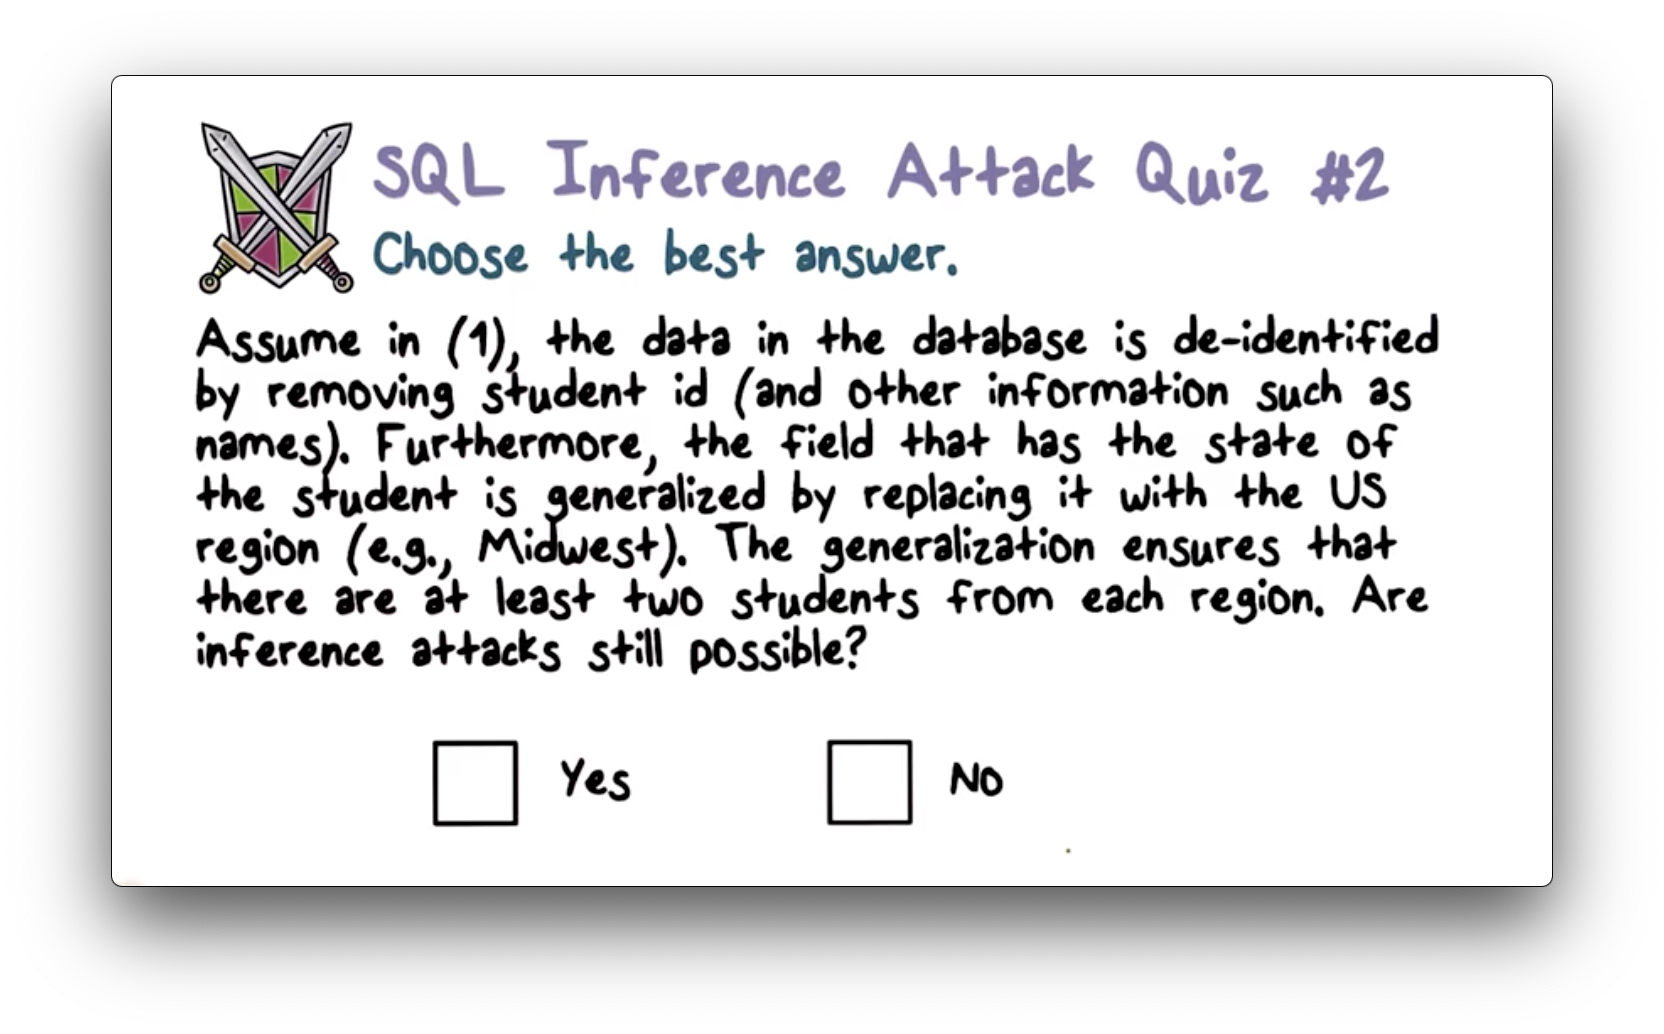 SQL Inference Attack Quiz #2
Choose the best answer.
Assume in (1), the data in the database is de-identified
by removing student id (and other information such as
names). Furthermore, the field that has the state of
the student is generalized by replacing it with the US
region (e.g., Midwest). The generalization ensures that
there are at least two students from each region. Are
inference attacks still possible?
Yes No